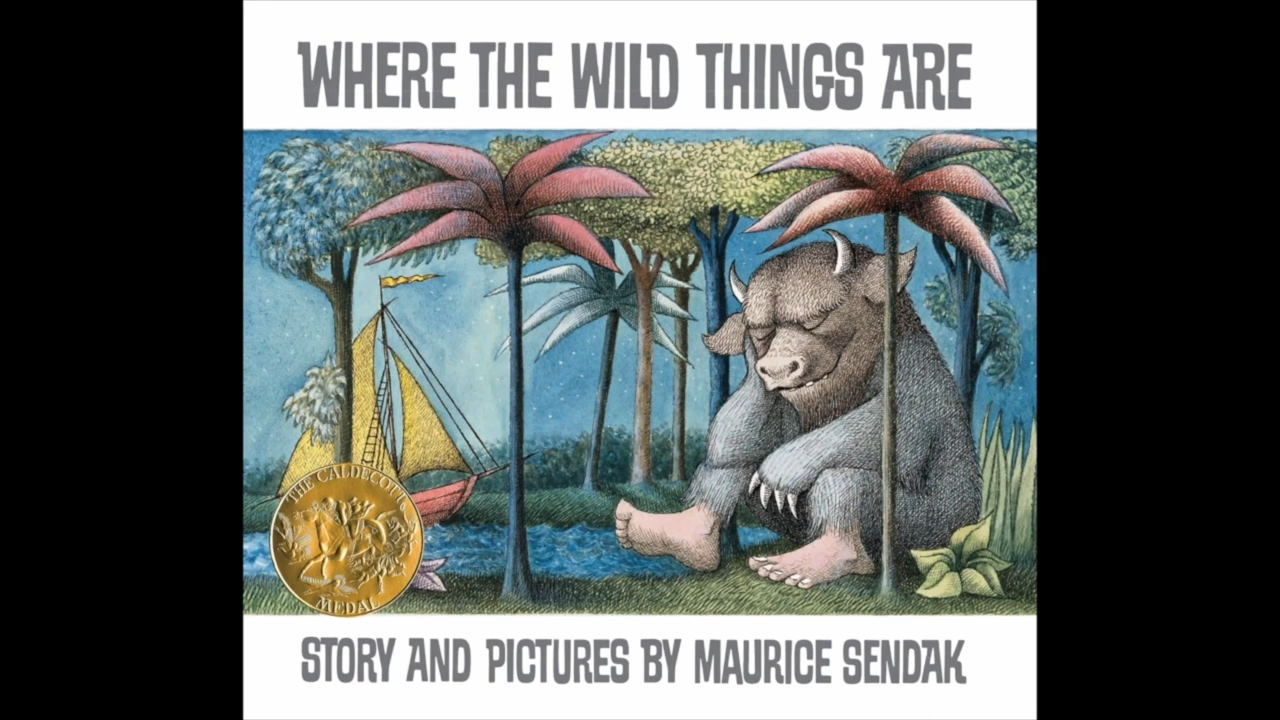 WHERE THE WILD THINGS ARE
THE CALDECOTT
MEDAL
STORY AND PICTURES BY MAURICE SENDAK